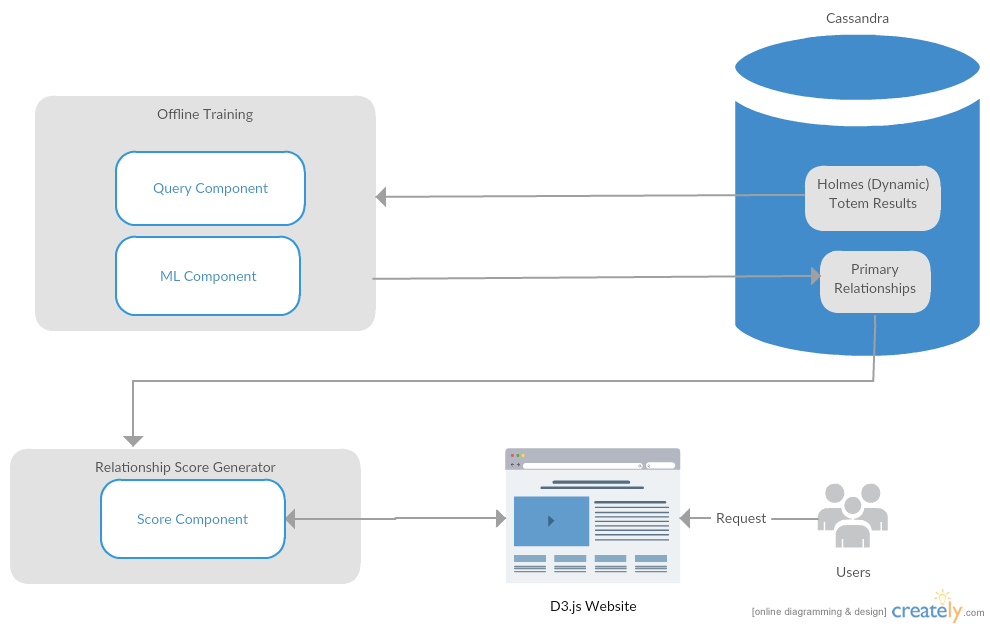 Cassandra
Offline Training
Query Component
Holmes (Dynamic)
Totem Results
ML Component
Primary
Relationships
Relationship Score Generator
Score Component
Request
Users
D3.js Website
[online diagramming & design] creately.com